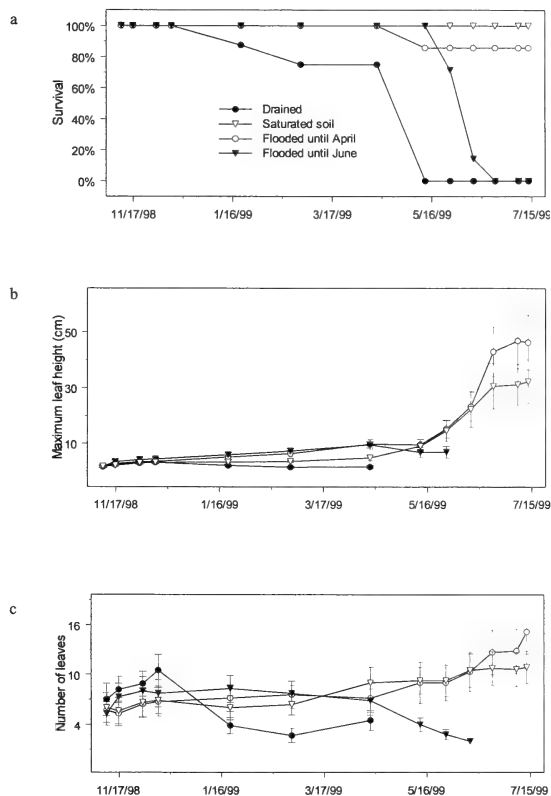 a
100%
80%
60%
40%
20%
0%
Survival
Drained
Saturated soil
Flooded until April
Flooded until June
11/17/98 1/16/99 3/17/99 5/16/99 7/15/99
b
50
30
10
Maximum leaf height (cm)
11/17/98 1/16/99 3/17/99 5/16/99 7/15/99
c
16
10
4
Number of leaves
11/17/98 1/16/99 3/17/99 5/16/99 7/15/99